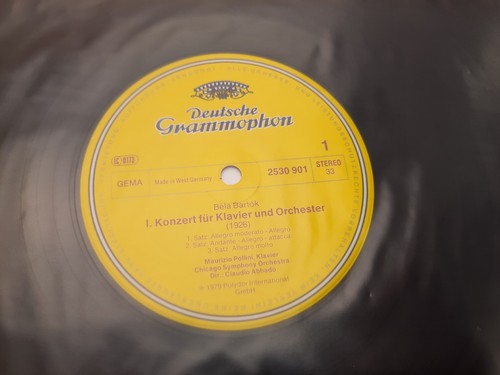 Deutsche
Grammophon
GEMA
Made in West Germany
2530 901
1
STEREO
33
Béla Bartók
I. Konzert für Klavier und Orchester
(1926)
1. Satz: Allegro moderato - Allegro
2. Satz: Andante - Allegro - attacca:
3. Satz: Allegro molto
Maurizio Pollini, Klavier
Chicago Symphony Orchestra
Dir.: Claudio Abbado
℗ 1979 Polydor International
GmbH